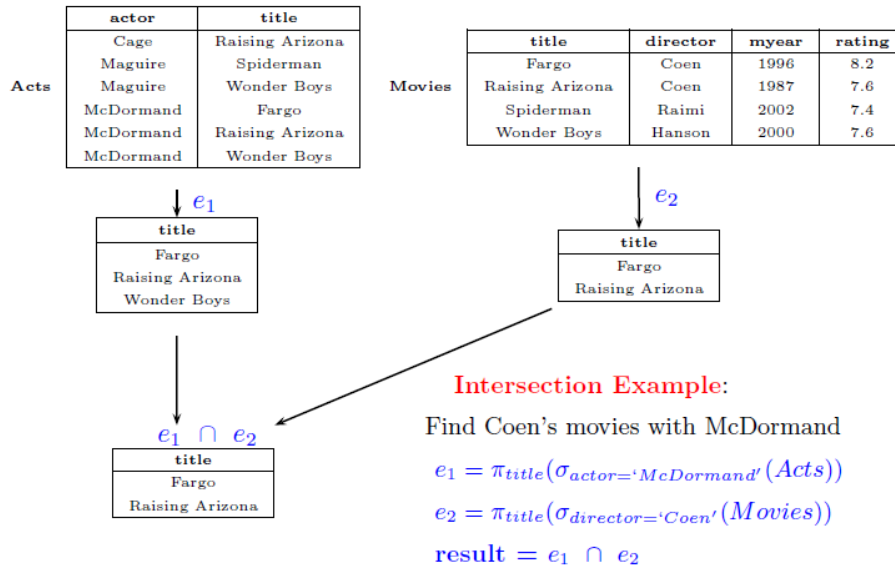 Acts
actor title
Cage Raising Arizona
Maguire Spiderman
Maguire Wonder Boys
McDormand Fargo
McDormand Raising Arizona
McDormand Wonder Boys
Movies
title director myear rating
Fargo Coen 1996 8.2
Raising Arizona Coen 1987 7.6
Spiderman Raimi 2002 7.4
Wonder Boys Hanson 2000 7.6
e1
title
Fargo
Raising Arizona
Wonder Boys
e2
title
Fargo
Raising Arizona
e1 ∩ e2
title
Fargo
Raising Arizona
Intersection Example:
Find Coen's movies with McDormand
e1 = πtitle(σactor=‘McDormand′(Acts))
e2 = πtitle(σdirector=‘Coen′(Movies))
result = e1 ∩ e2